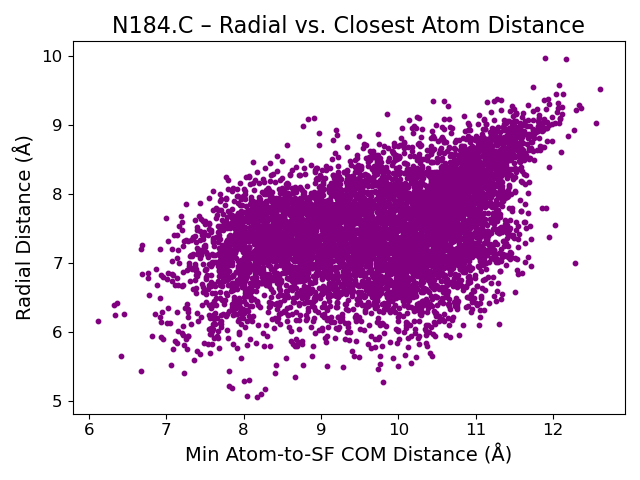 N184.C – Radial vs. Closest Atom Distance
10
9
8
7
6
5
Radial Distance (Å)
6 7 8 9 10 11 12
Min Atom-to-SF COM Distance (Å)